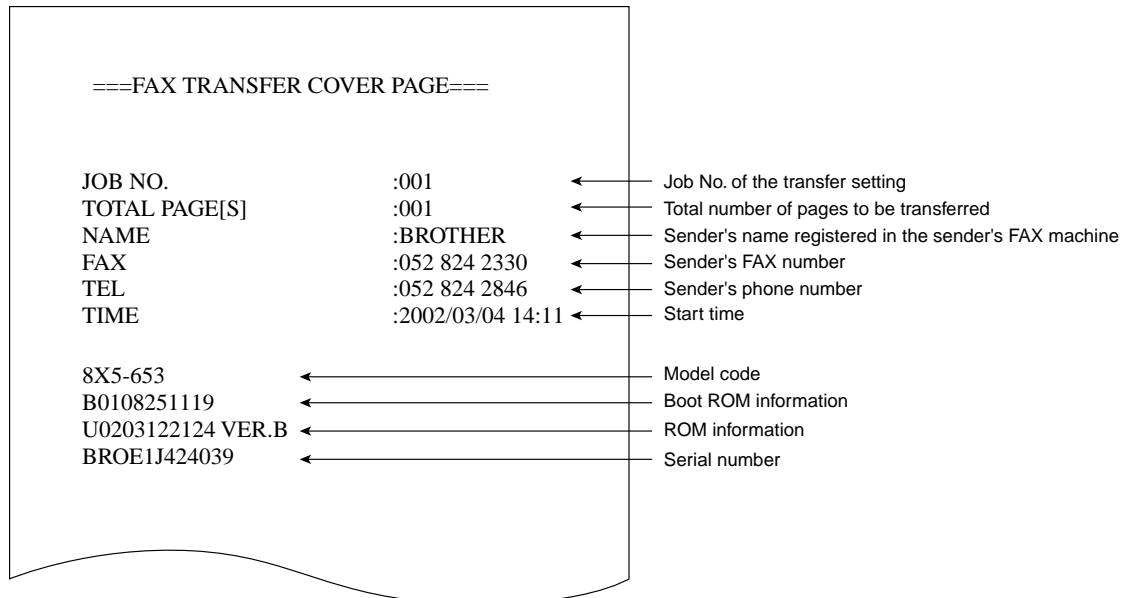 ===FAX TRANSFER COVER PAGE===
JOB NO. :001 Job No. of the transfer setting
TOTAL PAGE[S] :001 Total number of pages to be transferred
NAME :BROTHER Sender's name registered in the sender's FAX machine
FAX :052 824 2330 Sender's FAX number
TEL :052 824 2846 Sender's phone number
TIME :2002/03/04 14:11 Start time
8X5-653 Model code
B0108251119 Boot ROM information
U0203122124 VER.B ROM information
BROE1J424039 Serial number